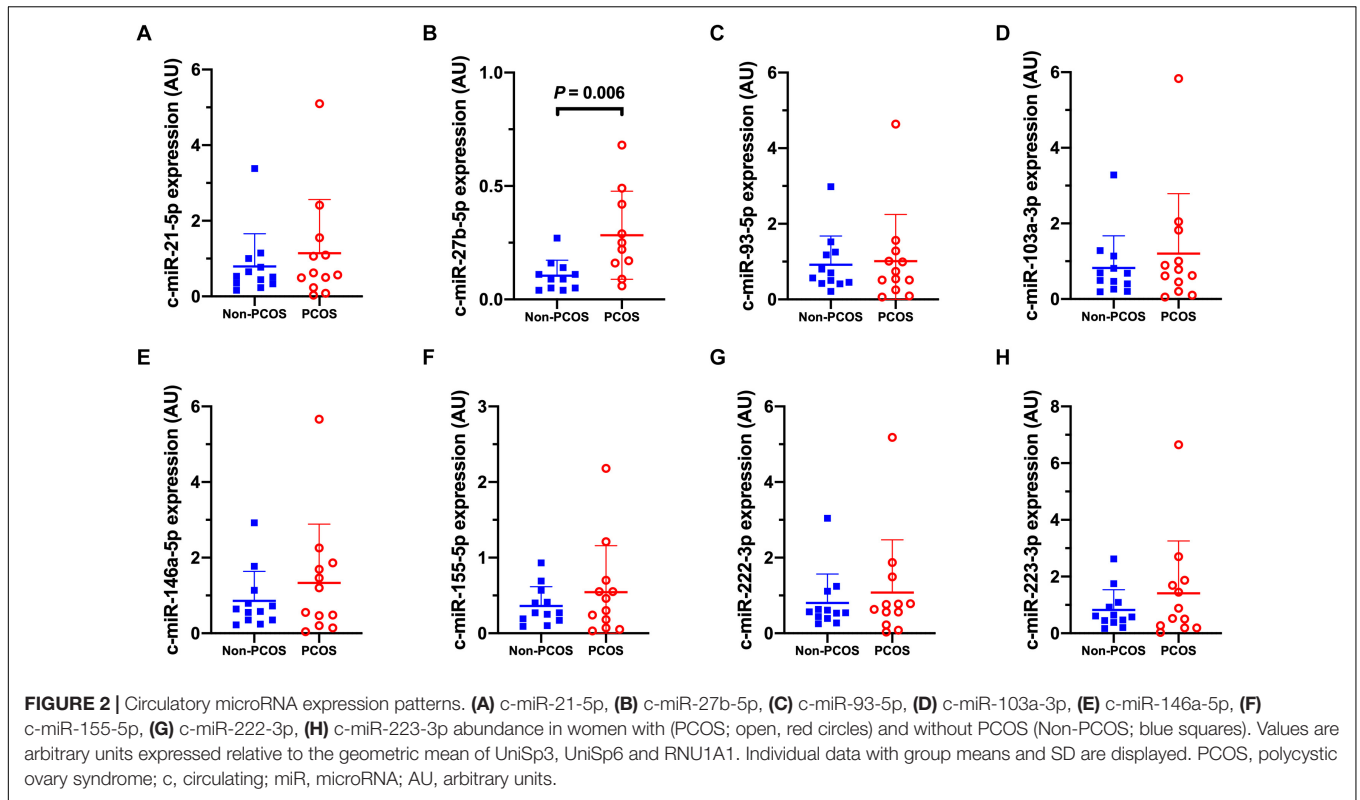 A
B
C
D
c-miR-21-5p expression (AU)
6
4
2
0
Non-PCOS
PCOS
c-miR-27b-5p expression (AU)
1.0
0.5
0.0
P = 0.006
Non-PCOS
PCOS
c-miR-93-5p expression (AU)
6
4
2
0
Non-PCOS
PCOS
c-miR-103a-3p expression (AU)
6
4
2
0
Non-PCOS
PCOS
E
F
G
H
c-miR-146a-5p expression (AU)
6
4
2
0
Non-PCOS
PCOS
c-miR-155-5p expression (AU)
3
2
1
0
Non-PCOS
PCOS
c-miR-222-3p expression (AU)
6
4
2
0
Non-PCOS
PCOS
c-miR-223-3p expression (AU)
8
6
4
2
0
Non-PCOS
PCOS
FIGURE 2 | Circulatory microRNA expression patterns. (A) c-miR-21-5p, (B) c-miR-27b-5p, (C) c-miR-93-5p, (D) c-miR-103a-3p, (E) c-miR-146a-5p, (F)
c-miR-155-5p, (G) c-miR-222-3p, (H) c-miR-223-3p abundance in women with (PCOS; open, red circles) and without PCOS (Non-PCOS; blue squares). Values are
arbitrary units expressed relative to the geometric mean of UniSp3, UniSp6 and RNU1A1. Individual data with group means and SD are displayed. PCOS, polycystic
ovary syndrome; c, circulating; miR, microRNA; AU, arbitrary units.